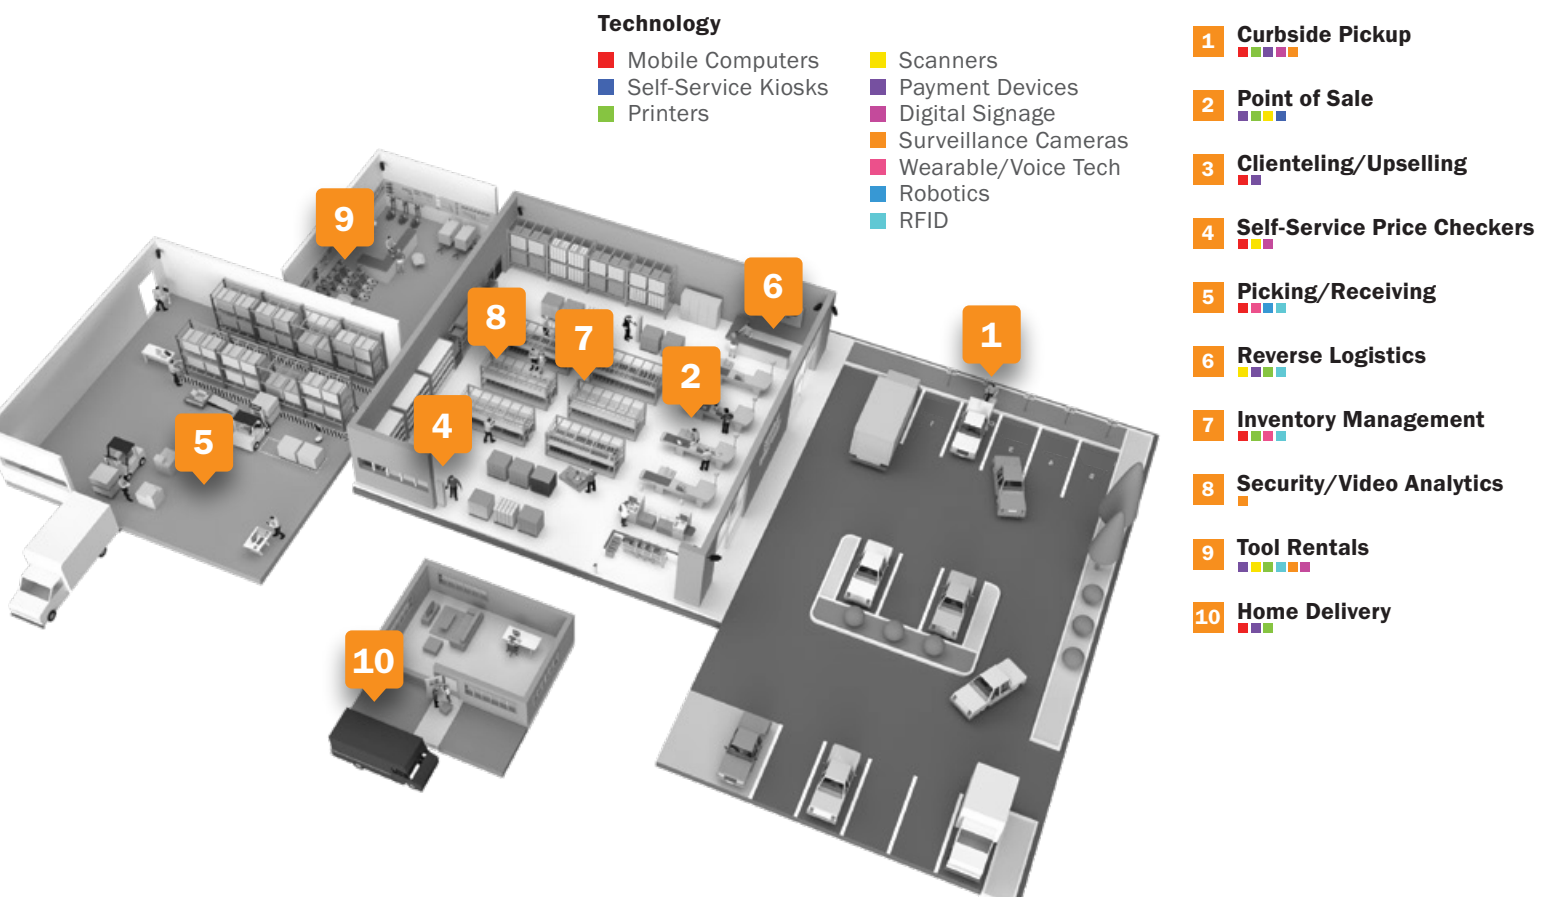 Technology
Mobile Computers
Self-Service Kiosks
Printers
Scanners
Payment Devices
Digital Signage
Surveillance Cameras
Wearable/Voice Tech
Robotics
RFID
1 Curbside Pickup
2 Point of Sale
3 Clienteling/Upselling
4 Self-Service Price Checkers
5 Picking/Receiving
6 Reverse Logistics
7 Inventory Management
8 Security/Video Analytics
9 Tool Rentals
10 Home Delivery
9
6
8
7
1
2
4
5
10